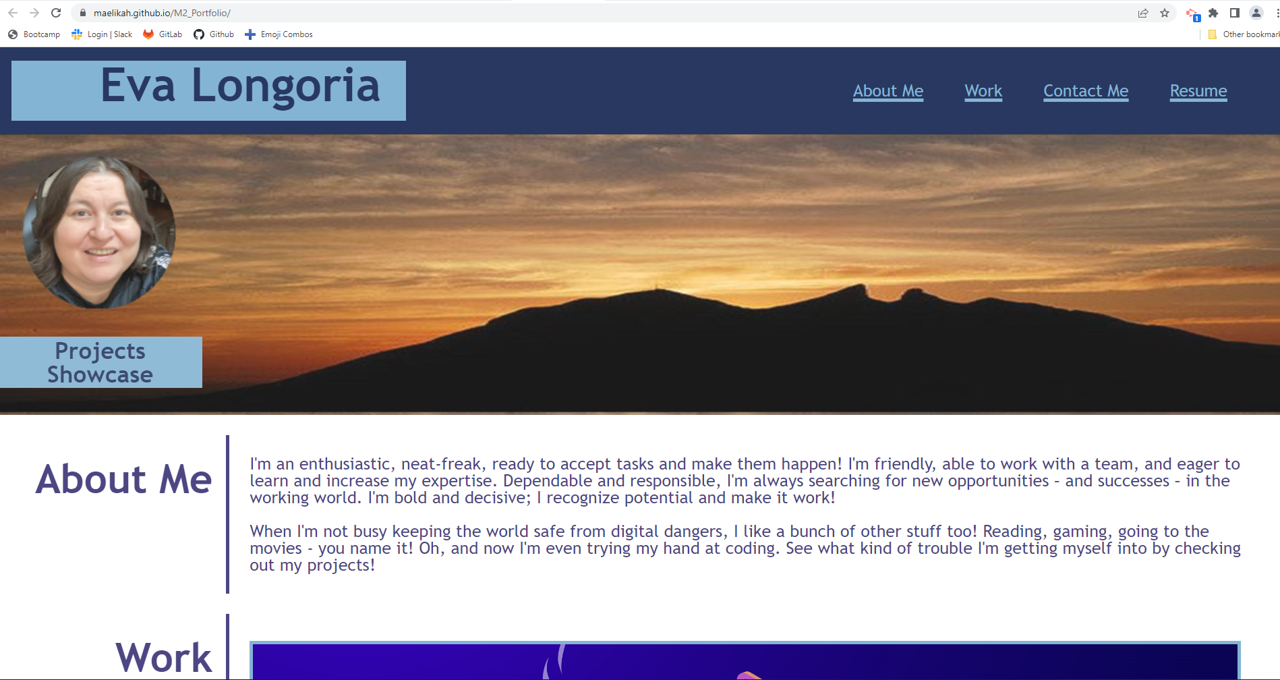 maelikah.github.io/M2_Portfolio/
1
Bootcamp Login | Slack GitLab Github Emoji Combos
Eva Longoria
About Me Work Contact Me Resume
Projects
Showcase
About Me
I'm an enthusiastic, neat-freak, ready to accept tasks and make them happen! I'm friendly, able to work with a team, and eager to
learn and increase my expertise. Dependable and responsible, I'm always searching for new opportunities – and successes – in the
working world. I'm bold and decisive; I recognize potential and make it work!
When I'm not busy keeping the world safe from digital dangers, I like a bunch of other stuff too! Reading, gaming, going to the
movies - you name it! Oh, and now I'm even trying my hand at coding. See what kind of trouble I'm getting myself into by checking
out my projects!
Work